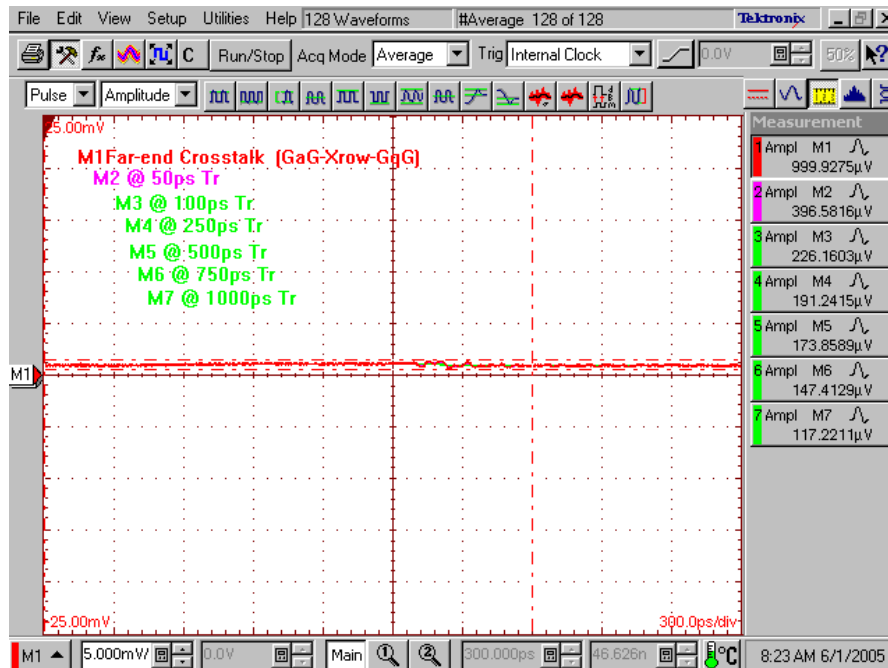 File Edit View Setup Utilities Help 128 Waveforms #Average 128 of 128 Tektronix
C Run/Stop Acq Mode Average Trig Internal Clock 0.0V 50%
Pulse Amplitude
25.00mV
M1Far-end Crosstalk (GaG-Xrow-GqG)
M2 @ 50ps Tr
M3 @ 100ps Tr
M4 @ 250ps Tr
M5 @ 500ps Tr
M6 @ 750ps Tr
M7 @ 1000ps Tr
M1
-25.00mV 300.0ps/div
Measurement
1 Ampl M1
999.9275µV
2 Ampl M2
396.5816µV
3 Ampl M3
226.1603µV
4 Ampl M4
191.2415µV
5 Ampl M5
173.8589µV
6 Ampl M6
147.4129µV
7 Ampl M7
117.2211µV
M1 5.000mV/ 0.0V Main 1 2 300.000ps 46.626n °C 8:23 AM 6/1/2005